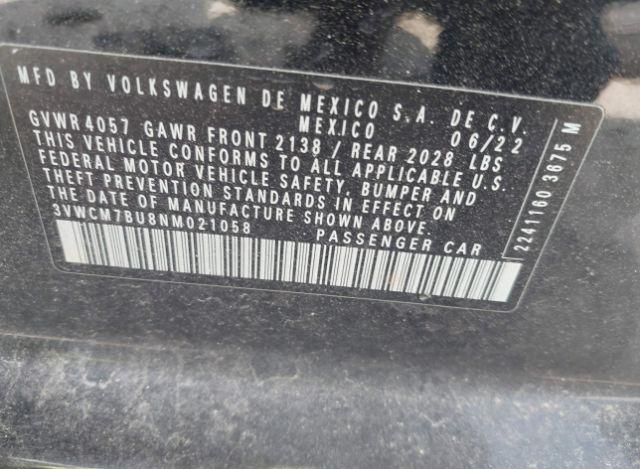 MFD BY VOLKSWAGEN DE MEXICO S.A. DE C.V.
MEXICO 06/22
GVWR 4057 GAWR FRONT 2138 / REAR 2028 LBS
THIS VEHICLE CONFORMS TO ALL APPLICABLE U.S.
FEDERAL MOTOR VEHICLE SAFETY, BUMPER AND
THEFT PREVENTION STANDARDS IN EFFECT ON
THE DATE OF MANUFACTURE SHOWN ABOVE.
3VWCM7BU8NM021058 PASSENGER CAR
2241160 3675 M